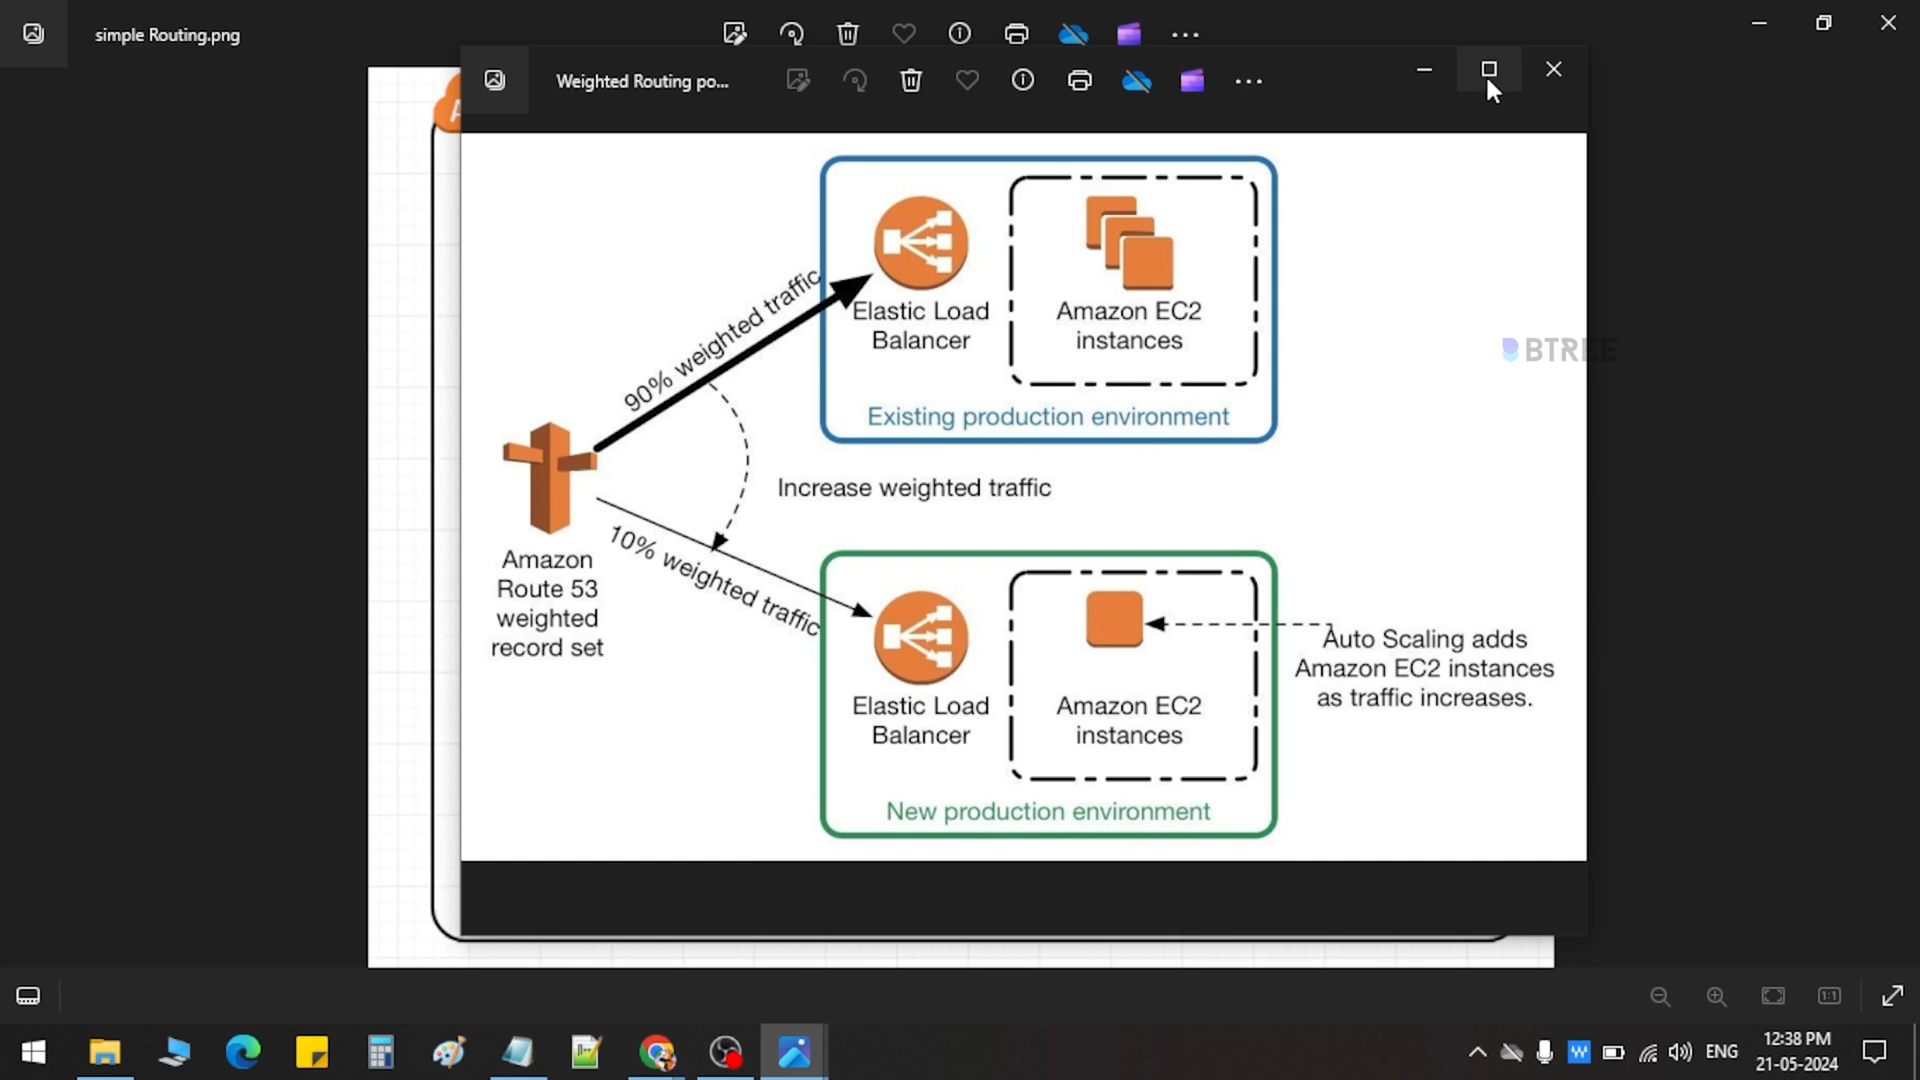 simple Routing.png
Weighted Routing po...
90% weighted traffic
Elastic Load
Balancer
Amazon EC2
instances
Existing production environment
BTREE
Increase weighted traffic
10% weighted traffic
Amazon
Route 53
weighted
record set
Elastic Load
Balancer
Amazon EC2
instances
Auto Scaling adds
Amazon EC2 instances
as traffic increases.
New production environment
1:1
W
ENG
12:38 PM
21-05-2024